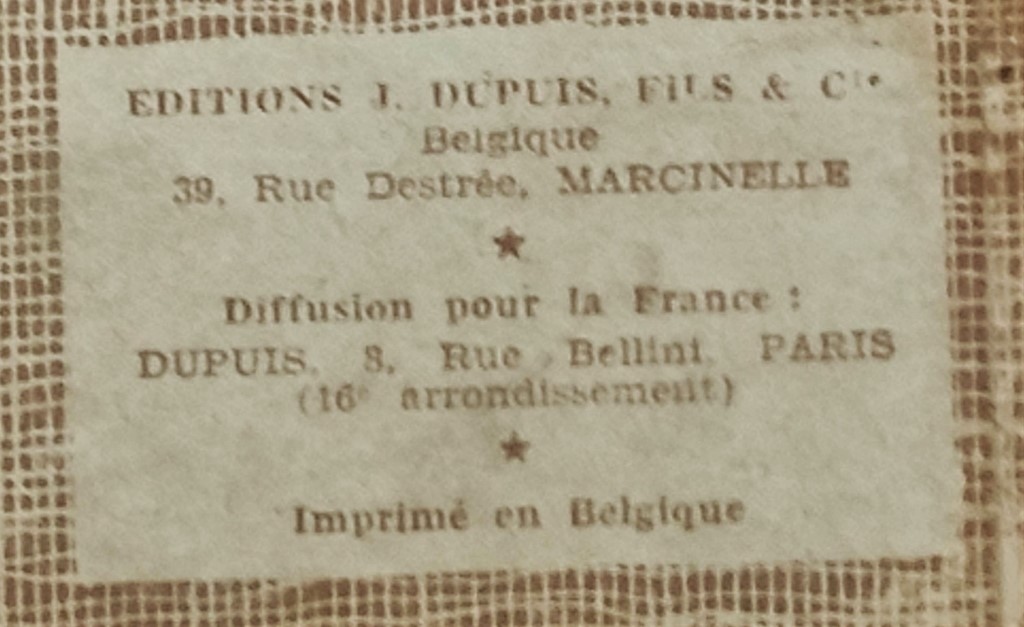 EDITIONS J. DUPUIS, FILS & Cie
Belgique
39, Rue Destrée, MARCINELLE
★
Diffusion pour la France :
DUPUIS, 8, Rue Bellini, PARIS
(16e arrondissement)
★
Imprimé en Belgique